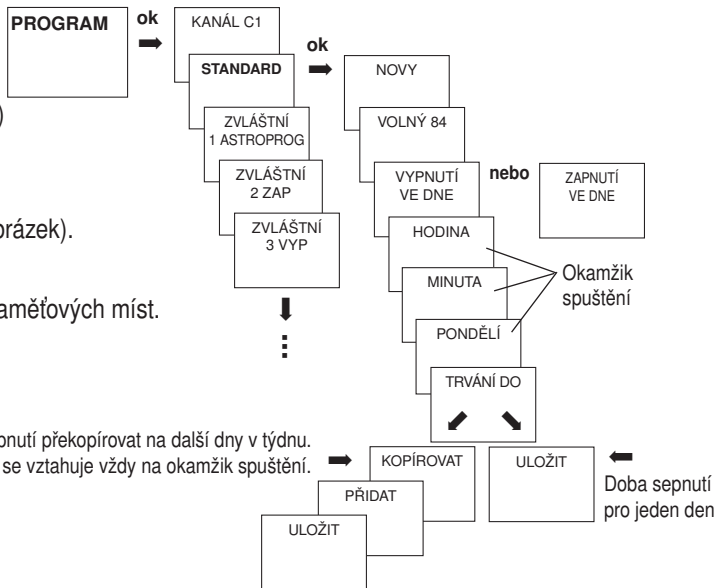 PROGRAM
ok
KANÁL C1
STANDARD
ZVLÁŠTNÍ
1 ASTROPROG
ZVLÁŠTNÍ
2 ZAP
ZVLÁŠTNÍ
3 VYP
ok
NOVY
VOLNÝ 84
VYPNUTÍ
VE DNE
nebo
ZAPNUTÍ
VE DNE
HODINA
MINUTA
PONDĚLÍ
Okamžik
spuštění
TRVÁNÍ DO
)
brázek).
aměťových míst.
pnutí překopírovat na další dny v týdnu.
se vztahuje vždy na okamžik spuštění.
KOPÍROVAT
PŘIDAT
ULOŽIT
ULOŽIT
Doba sepnutí
pro jeden den